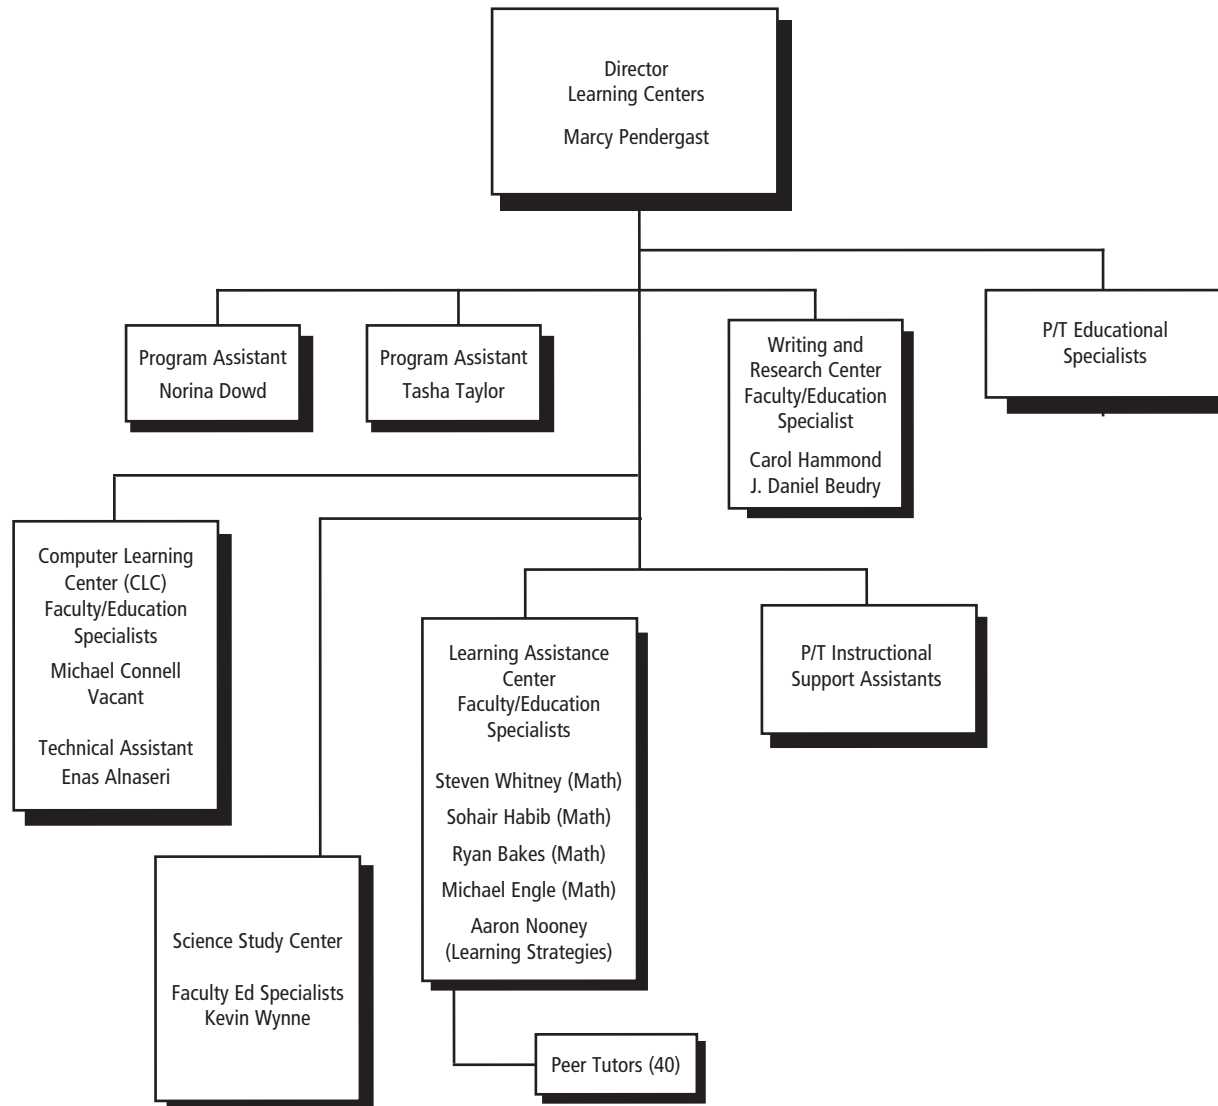 Director
Learning Centers
Marcy Pendergast
Program Assistant
Norina Dowd
Program Assistant
Tasha Taylor
Writing and
Research Center
Faculty/Education
Specialist
Carol Hammond
J. Daniel Beudry
P/T Educational
Specialists
Computer Learning
Center (CLC)
Faculty/Education
Specialists
Michael Connell
Vacant
Technical Assistant
Enas Alnaseri
Science Study Center
Faculty Ed Specialists
Kevin Wynne
Learning Assistance
Center
Faculty/Education
Specialists
Steven Whitney (Math)
Sohair Habib (Math)
Ryan Bakes (Math)
Michael Engle (Math)
Aaron Nooney
(Learning Strategies)
P/T Instructional
Support Assistants
Peer Tutors (40)